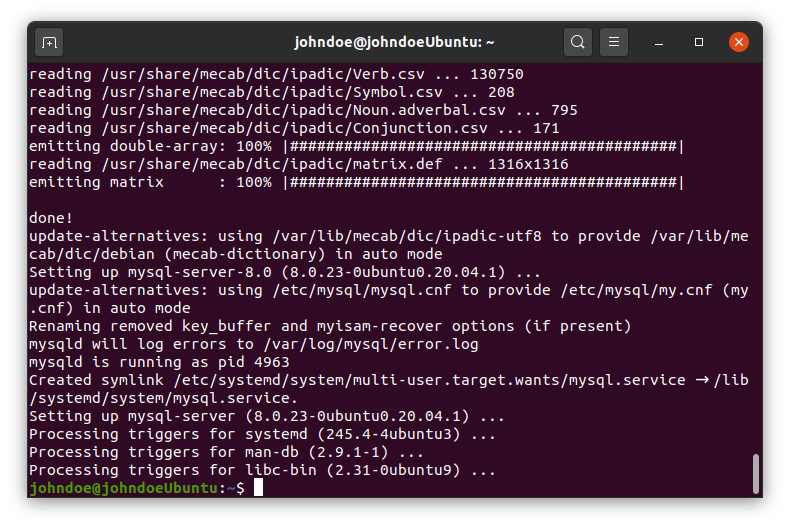 johndoe@johndoeUbuntu: ~
reading /usr/share/mecab/dic/ipadic/Verb.csv ... 130750
reading /usr/share/mecab/dic/ipadic/Symbol.csv ... 208
reading /usr/share/mecab/dic/ipadic/Noun.adverbal.csv ... 795
reading /usr/share/mecab/dic/ipadic/Conjunction.csv ... 171
emitting double-array: 100% |###########################################|
reading /usr/share/mecab/dic/ipadic/matrix.def ... 1316x1316
emitting matrix      : 100% |###########################################|
done!
update-alternatives: using /var/lib/mecab/dic/ipadic-utf8 to provide /var/lib/me
cab/dic/debian (mecab-dictionary) in auto mode
Setting up mysql-server-8.0 (8.0.23-0ubuntu0.20.04.1) ...
update-alternatives: using /etc/mysql/mysql.cnf to provide /etc/mysql/my.cnf (my
.cnf) in auto mode
Renaming removed key_buffer and myisam-recover options (if present)
mysqld will log errors to /var/log/mysql/error.log
mysqld is running as pid 4963
Created symlink /etc/systemd/system/multi-user.target.wants/mysql.service → /lib
/systemd/system/mysql.service.
Setting up mysql-server (8.0.23-0ubuntu0.20.04.1) ...
Processing triggers for systemd (245.4-4ubuntu3) ...
Processing triggers for man-db (2.9.1-1) ...
Processing triggers for libc-bin (2.31-0ubuntu9) ...
johndoe@johndoeUbuntu:~$